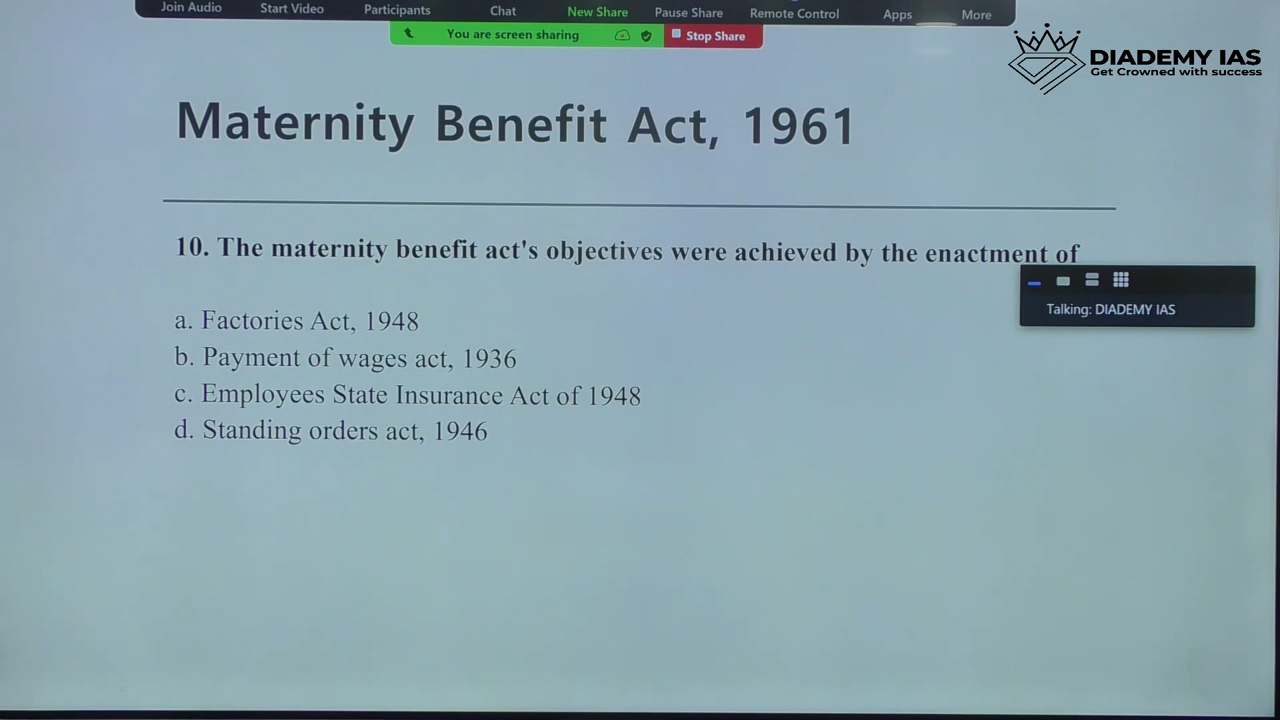 Join Audio Start Video Participants Chat New Share Pause Share Remote Control Apps More
You are screen sharing Stop Share
DIADEMY IAS
Get Crowned with success
Maternity Benefit Act, 1961
10. The maternity benefit act's objectives were achieved by the enactment of
Talking: DIADEMY IAS
a. Factories Act, 1948
b. Payment of wages act, 1936
c. Employees State Insurance Act of 1948
d. Standing orders act, 1946